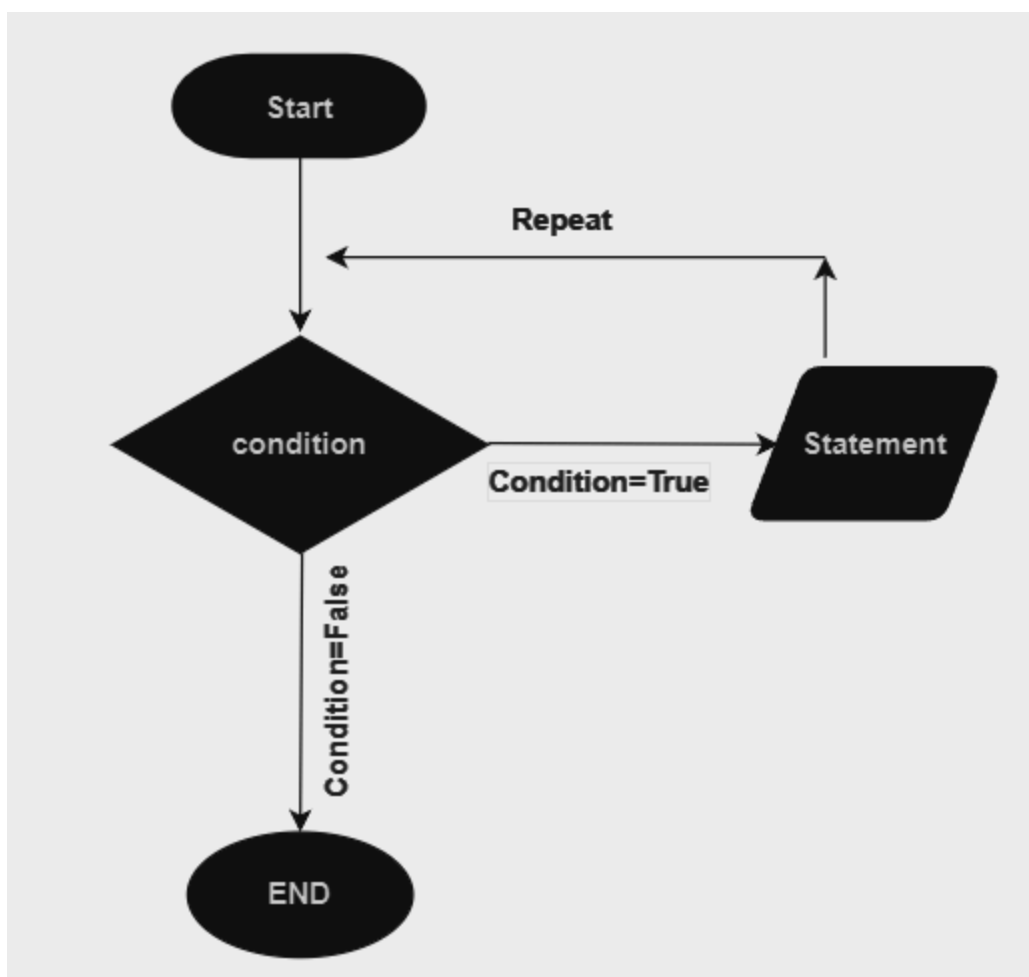 Start
Repeat
condition
Condition=True
Statement
Condition=False
END